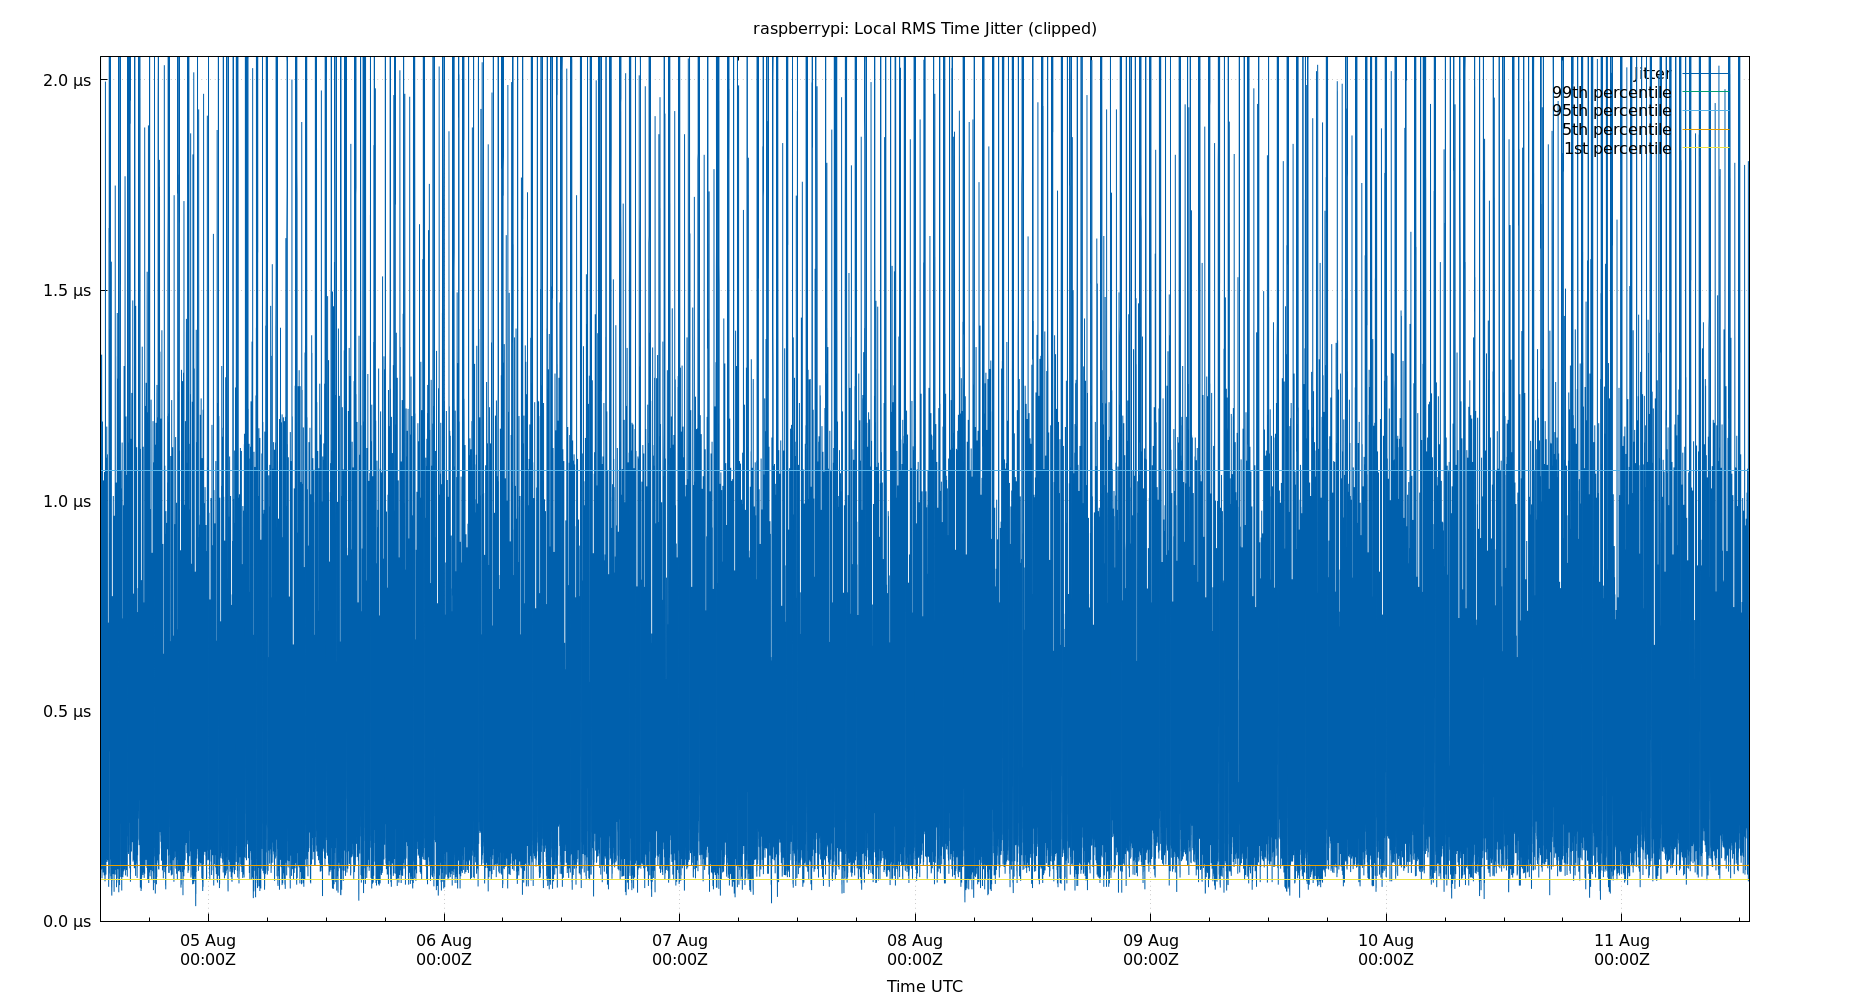 raspberrypi: Local RMS Time Jitter (clipped)
2.0 µs
1.5 µs
1.0 µs
0.5 µs
0.0 µs
jitter
99th percentile
95th percentile
5th percentile
1st percentile
05 Aug
00:00Z
06 Aug
00:00Z
07 Aug
00:00Z
08 Aug
00:00Z
09 Aug
00:00Z
10 Aug
00:00Z
11 Aug
00:00Z
Time UTC